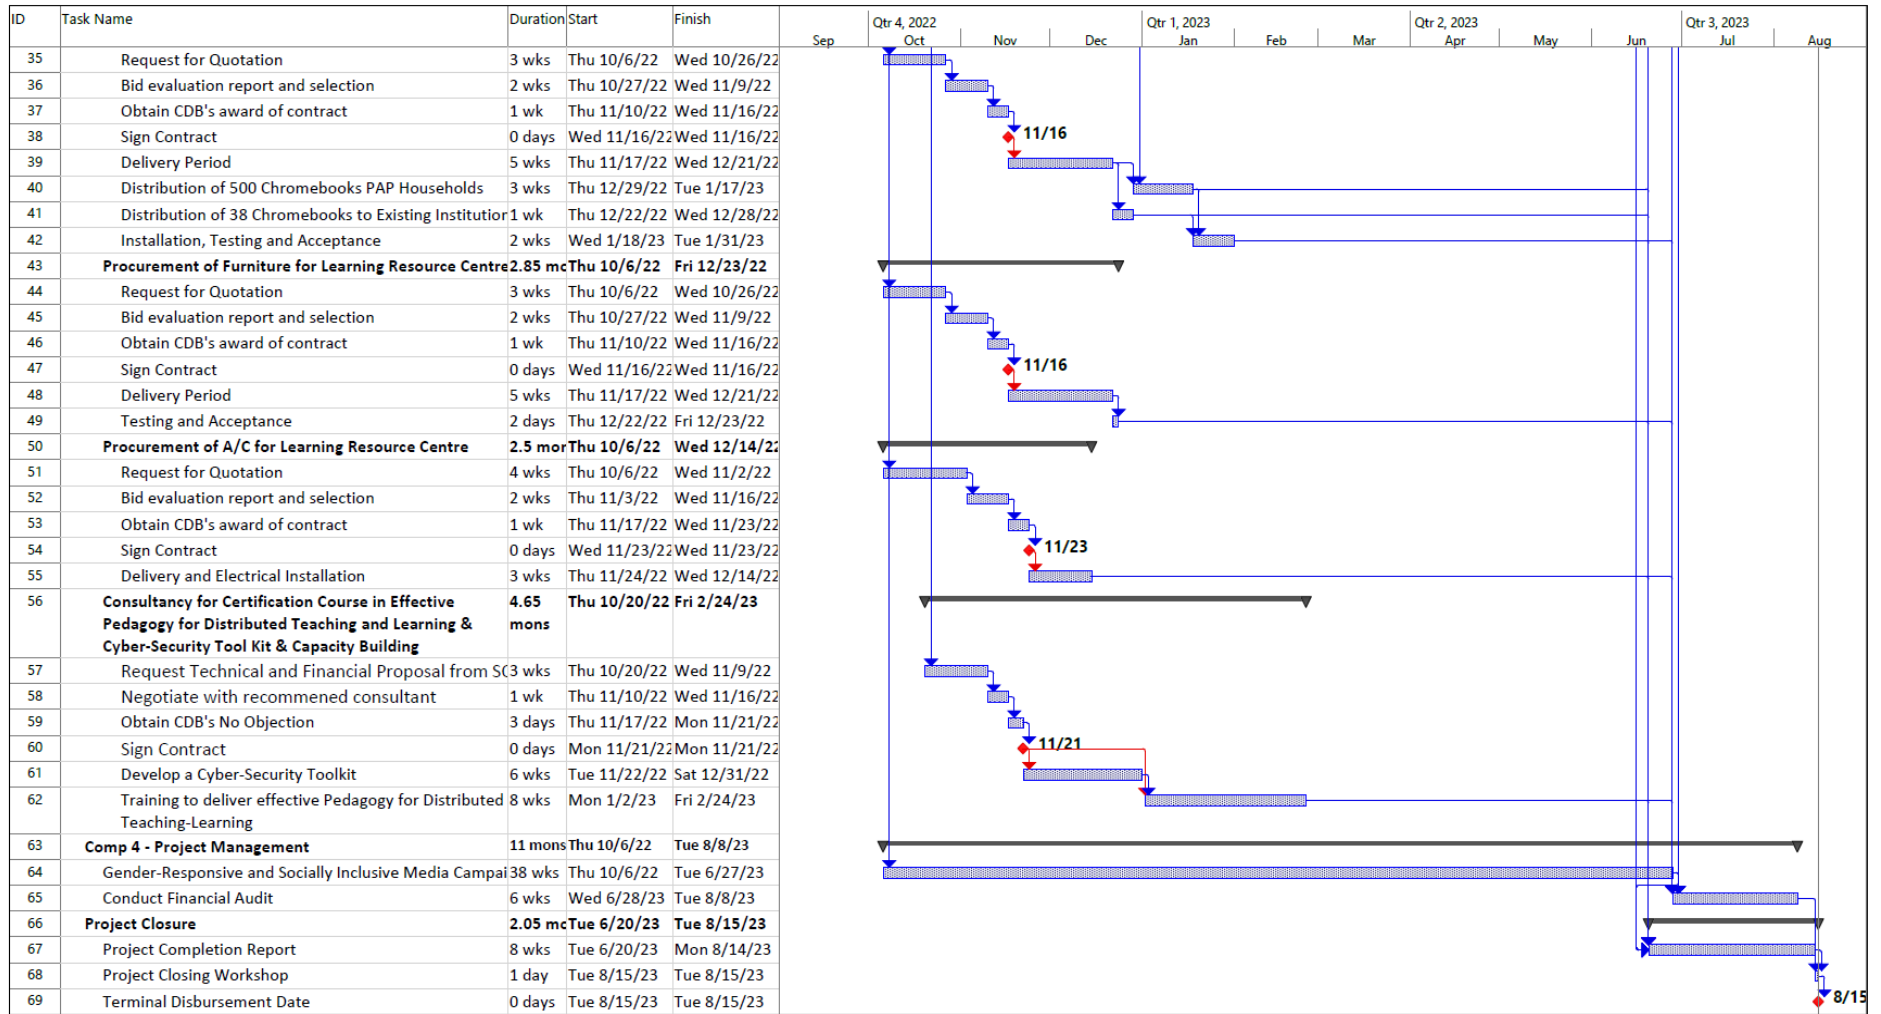 ID Task Name Duration Start Finish Qtr 4, 2022 Qtr 1, 2023 Qtr 2, 2023 Qtr 3, 2023
Sep Oct Nov Dec Jan Feb Mar Apr May Jun Jul Aug
35 Request for Quotation 3 wks Thu 10/6/22 Wed 10/26/22
36 Bid evaluation report and selection 2 wks Thu 10/27/22 Wed 11/9/22
37 Obtain CDB's award of contract 1 wk Thu 11/10/22 Wed 11/16/22
38 Sign Contract 0 days Wed 11/16/22 Wed 11/16/22 11/16
39 Delivery Period 5 wks Thu 11/17/22 Wed 12/21/22
40 Distribution of 500 Chromebooks PAP Households 3 wks Thu 12/29/22 Tue 1/17/23
41 Distribution of 38 Chromebooks to Existing Institution 1 wk Thu 12/22/22 Wed 12/28/22
42 Installation, Testing and Acceptance 2 wks Wed 1/18/23 Tue 1/31/23
43 Procurement of Furniture for Learning Resource Centre 2.85 mo Thu 10/6/22 Fri 12/23/22
44 Request for Quotation 3 wks Thu 10/6/22 Wed 10/26/22
45 Bid evaluation report and selection 2 wks Thu 10/27/22 Wed 11/9/22
46 Obtain CDB's award of contract 1 wk Thu 11/10/22 Wed 11/16/22
47 Sign Contract 0 days Wed 11/16/22 Wed 11/16/22 11/16
48 Delivery Period 5 wks Thu 11/17/22 Wed 12/21/22
49 Testing and Acceptance 2 days Thu 12/22/22 Fri 12/23/22
50 Procurement of A/C for Learning Resource Centre 2.5 mor Thu 10/6/22 Wed 12/14/22
51 Request for Quotation 4 wks Thu 10/6/22 Wed 11/2/22
52 Bid evaluation report and selection 2 wks Thu 11/3/22 Wed 11/16/22
53 Obtain CDB's award of contract 1 wk Thu 11/17/22 Wed 11/23/22
54 Sign Contract 0 days Wed 11/23/22 Wed 11/23/22 11/23
55 Delivery and Electrical Installation 3 wks Thu 11/24/22 Wed 12/14/22
56 Consultancy for Certification Course in Effective 4.65 Thu 10/20/22 Fri 2/24/23
Pedagogy for Distributed Teaching and Learning & mons
Cyber-Security Tool Kit & Capacity Building
57 Request Technical and Financial Proposal from 3 wks Thu 10/20/22 Wed 11/9/22
58 Negotiate with recommened consultant 1 wk Thu 11/10/22 Wed 11/16/22
59 Obtain CDB's No Objection 3 days Thu 11/17/22 Mon 11/21/22
60 Sign Contract 0 days Mon 11/21/22 Mon 11/21/22 11/21
61 Develop a Cyber-Security Toolkit 6 wks Tue 11/22/22 Sat 12/31/22
62 Training to deliver effective Pedagogy for Distributed 8 wks Mon 1/2/23 Fri 2/24/23
Teaching-Learning
63 Comp 4 - Project Management 11 mons Thu 10/6/22 Tue 8/8/23
64 Gender-Responsive and Socially Inclusive Media Campai 38 wks Thu 10/6/22 Tue 6/27/23
65 Conduct Financial Audit 6 wks Wed 6/28/23 Tue 8/8/23
66 Project Closure 2.05 mo Tue 6/20/23 Tue 8/15/23
67 Project Completion Report 8 wks Tue 6/20/23 Mon 8/14/23
68 Project Closing Workshop 1 day Tue 8/15/23 Tue 8/15/23
69 Terminal Disbursement Date 0 days Tue 8/15/23 Tue 8/15/23 8/15